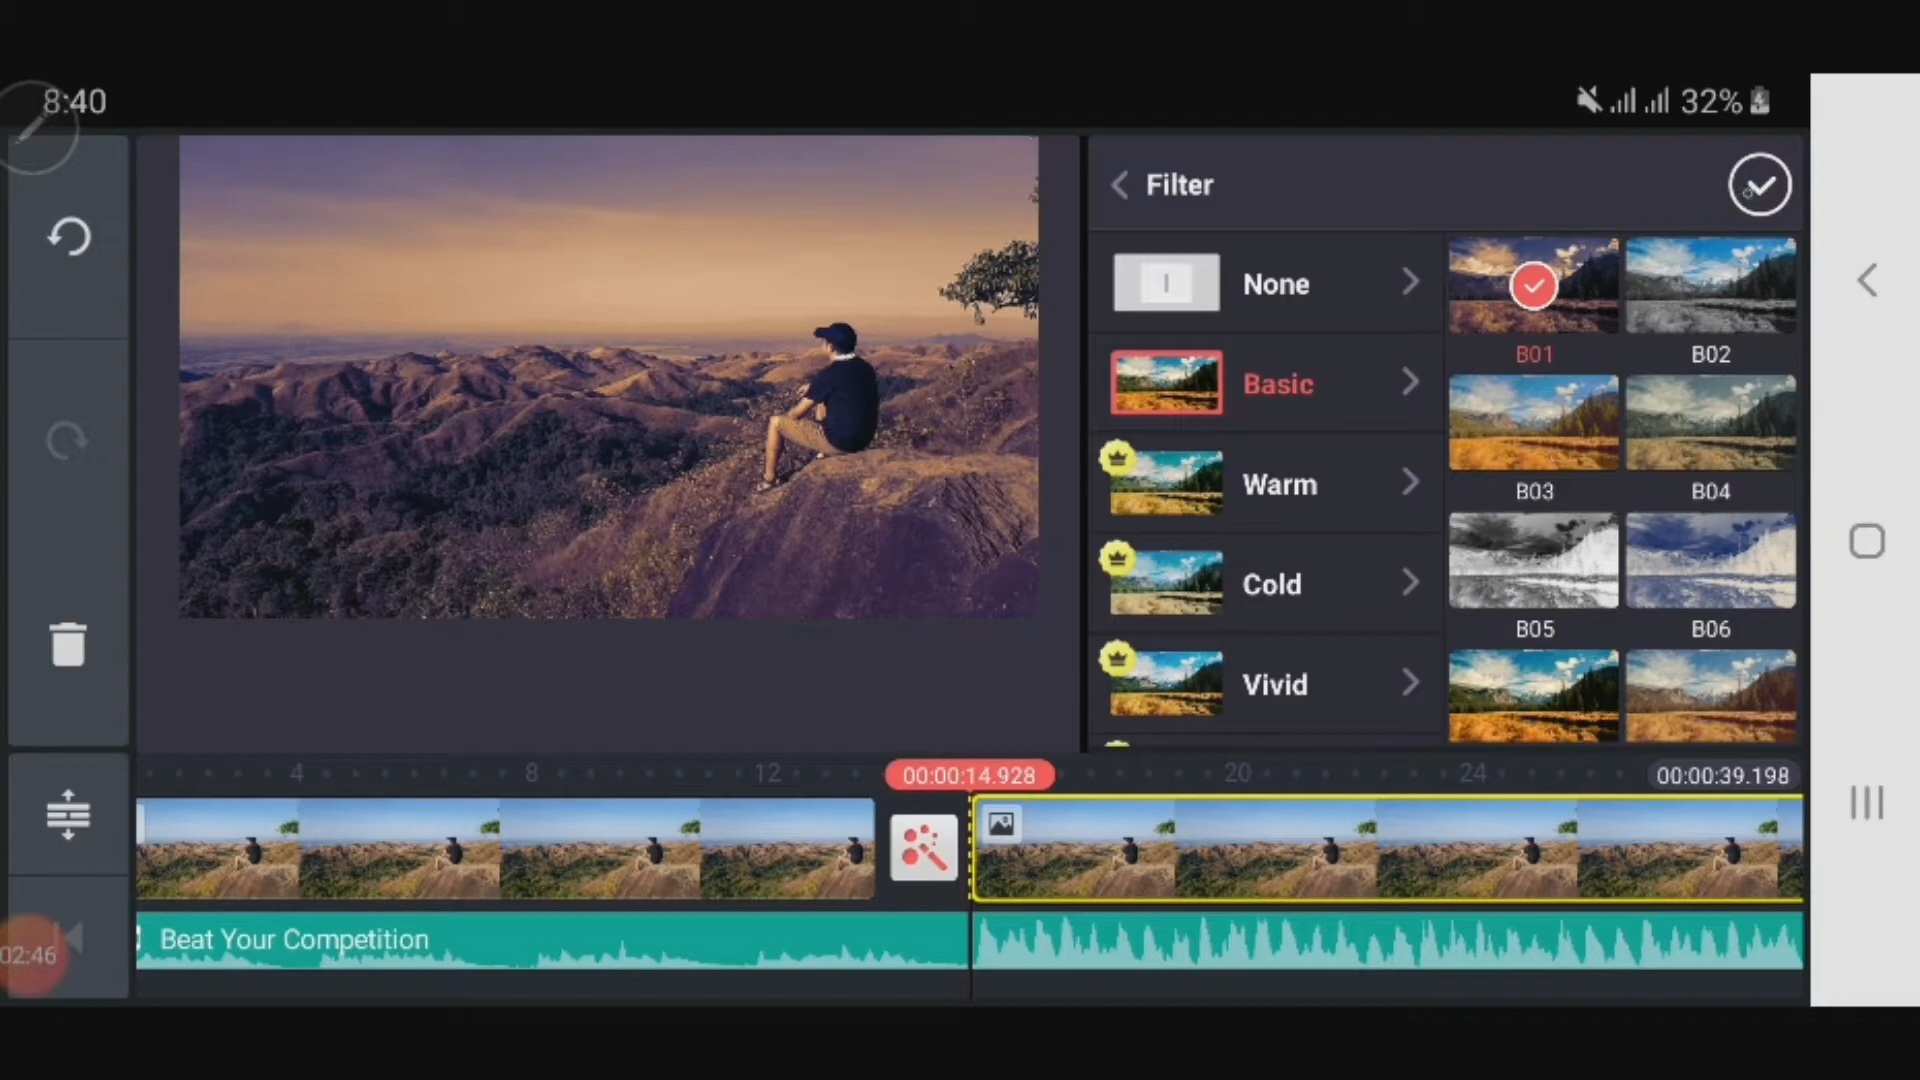 8:40
32%
Filter
None
Basic
Warm
Cold
Vivid
B01
B02
B03
B04
B05
B06
4
8
12
00:00:14.928
20
24
00:00:39.198
Beat Your Competition
02:46